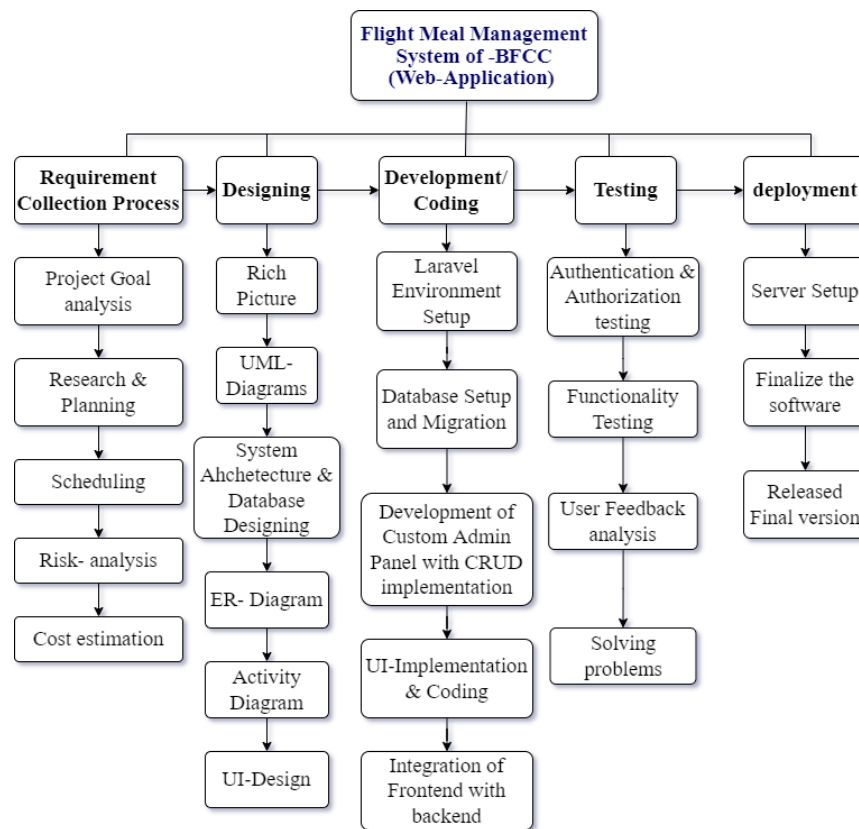 Flight Meal Management
System of -BFCC
(Web-Application)
Requirement
Collection Process
Designing
Development/
Coding
Testing
deployment
Project Goal
analysis
Research &
Planning
Scheduling
Risk- analysis
Cost estimation
Rich
Picture
UML-
Diagrams
System
Ahchetecture &
Database
Designing
ER- Diagram
Activity
Diagram
UI-Design
Laravel
Environment
Setup
Database Setup
and Migration
Development of
Custom Admin
Panel with CRUD
implementation
UI-Implementation
& Coding
Integration of
Frontend with
backend
Authentication &
Authorization
testing
Functionality
Testing
User Feedback
analysis
Solving
problems
Server Setup
Finalize the
software
Released
Final version